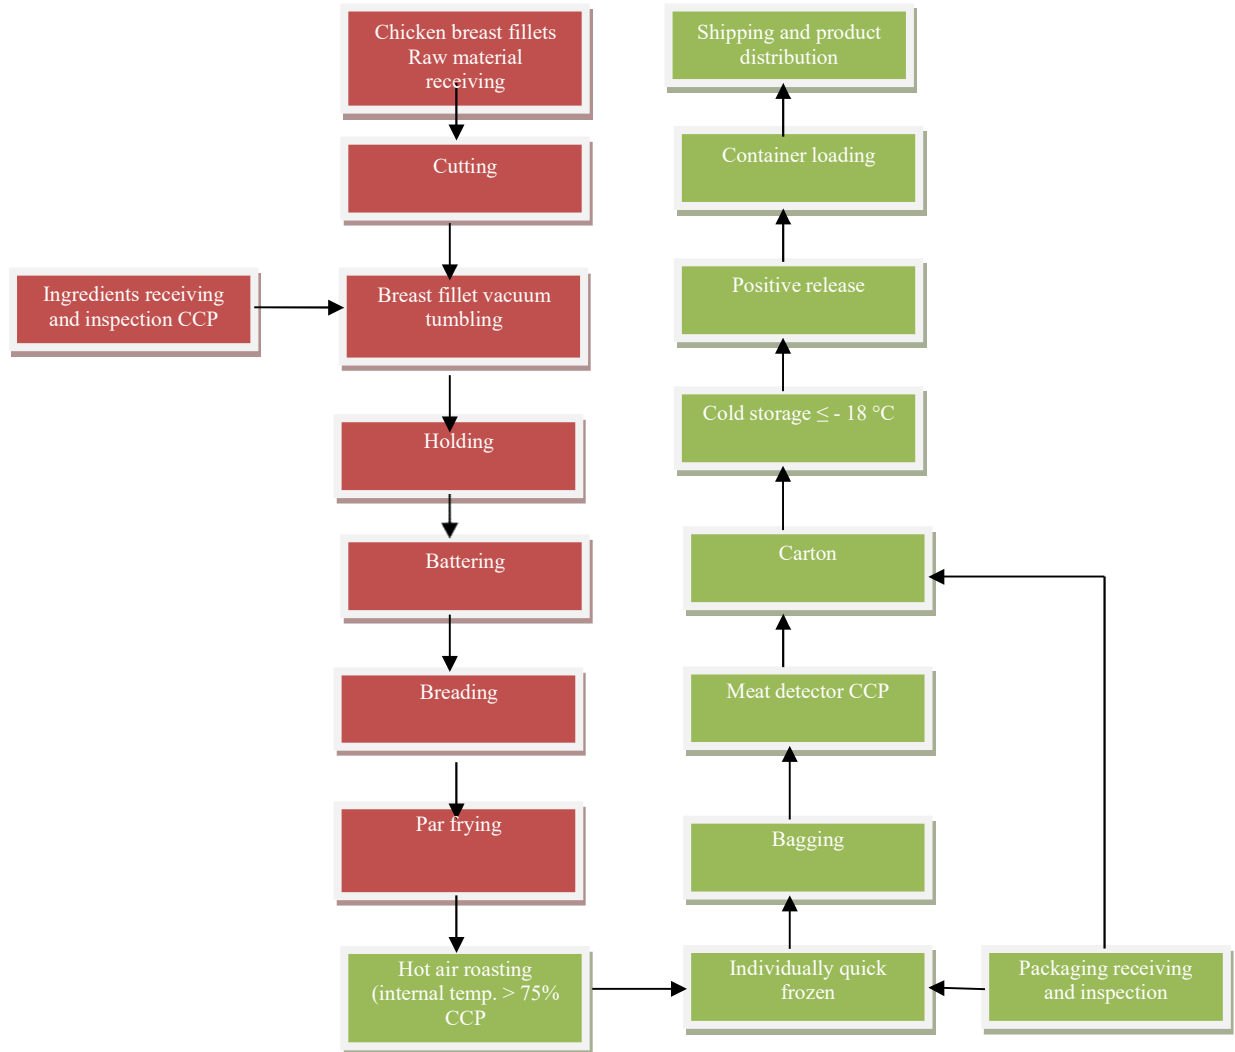 Chicken breast fillets
Raw material
receiving
Cutting
Ingredients receiving
and inspection CCP
Breast fillet vacuum
tumbling
Holding
Battering
Breading
Par frying
Hot air roasting
(internal temp. > 75%
CCP
Individually quick
frozen
Packaging receiving
and inspection
Bagging
Meat detector CCP
Carton
Cold storage ≤ - 18 °C
Positive release
Container loading
Shipping and product
distribution